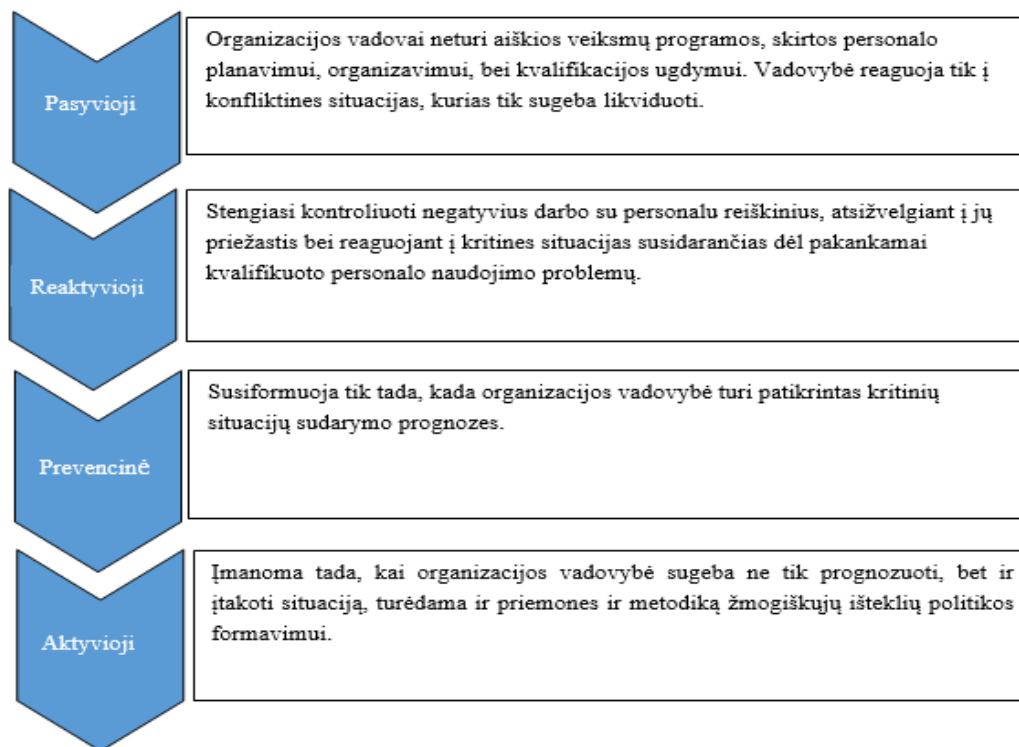 Pasyvioji
Organizacijos vadovai neturi aiškios veiksmų programos, skirtos personalo
planavimui, organizavimui, bei kvalifikacijos ugdymui. Vadovybė reaguoja tik į
konfliktines situacijas, kurias tik sugeba likviduoti.
Reaktyvioji
Stengiasi kontroliuoti negatyvius darbo su personalu reiškinius, atsižvelgiant į jų
priežastis bei reaguojant į kritines situacijas susidarančias dėl pakankamai
kvalifikuoto personalo naudojimo problemų.
Prevencinė
Susiformuoja tik tada, kada organizacijos vadovybė turi patikrintas kritinių
situacijų sudarymo prognozes.
Aktyvioji
Įmanoma tada, kai organizacijos vadovybė sugeba ne tik prognozuoti, bet ir
įtakoti situaciją, turėdama ir priemones ir metodiką žmogiškųjų išteklių politikos
formavimui.